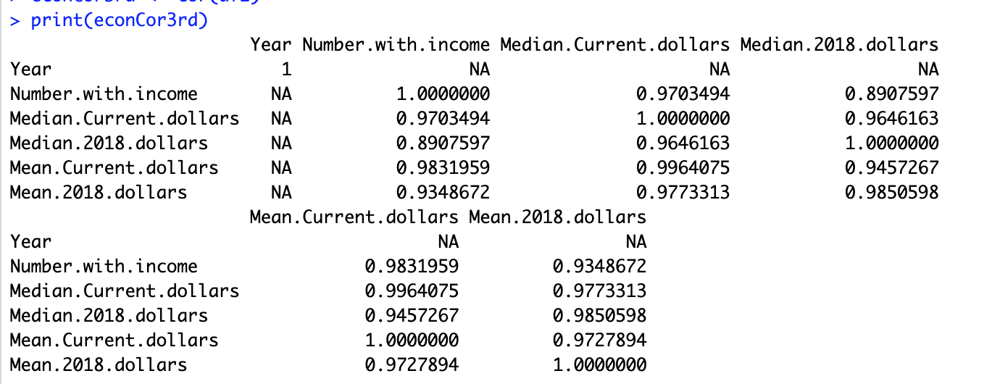 > print(econCor3rd)
Year Number.with.income Median.Current.dollars Median.2018.dollars
Year 1 NA NA NA
Number.with.income NA 1.0000000 0.9703494 0.8907597
Median.Current.dollars NA 0.9703494 1.0000000 0.9646163
Median.2018.dollars NA 0.8907597 0.9646163 1.0000000
Mean.Current.dollars NA 0.9831959 0.9964075 0.9457267
Mean.2018.dollars NA 0.9348672 0.9773313 0.9850598
Mean.Current.dollars Mean.2018.dollars
Year NA NA
Number.with.income 0.9831959 0.9348672
Median.Current.dollars 0.9964075 0.9773313
Median.2018.dollars 0.9457267 0.9850598
Mean.Current.dollars 1.0000000 0.9727894
Mean.2018.dollars 0.9727894 1.0000000